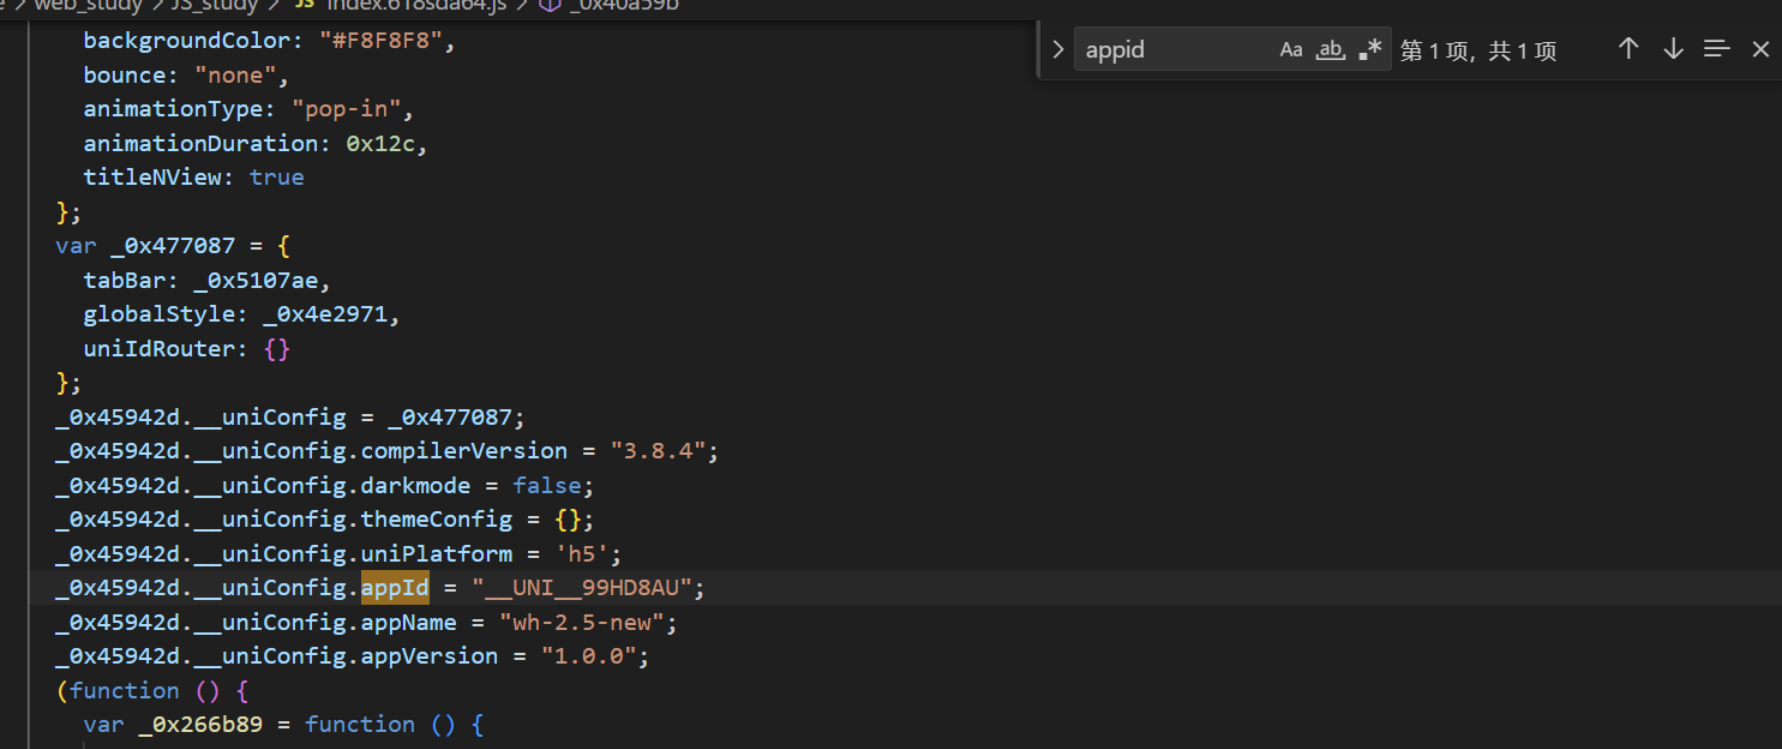 web_study > JS_study > JS index.618sda64.js > _0x40a59b
backgroundColor: "#F8F8F8",
bounce: "none",
animationType: "pop-in",
animationDuration: 0x12c,
titleNView: true
};
var _0x477087 = {
tabBar: _0x5107ae,
globalStyle: _0x4e2971,
uniIdRouter: {}
};
_0x45942d.__uniConfig = _0x477087;
_0x45942d.__uniConfig.compilerVersion = "3.8.4";
_0x45942d.__uniConfig.darkmode = false;
_0x45942d.__uniConfig.themeConfig = {};
_0x45942d.__uniConfig.uniPlatform = 'h5';
_0x45942d.__uniConfig.appId = "__UNI__99HD8AU";
_0x45942d.__uniConfig.appName = "wh-2.5-new";
_0x45942d.__uniConfig.appVersion = "1.0.0";
(function () {
var _0x266b89 = function () {
appid Aa ab, .* 第 1 项，共 1 项